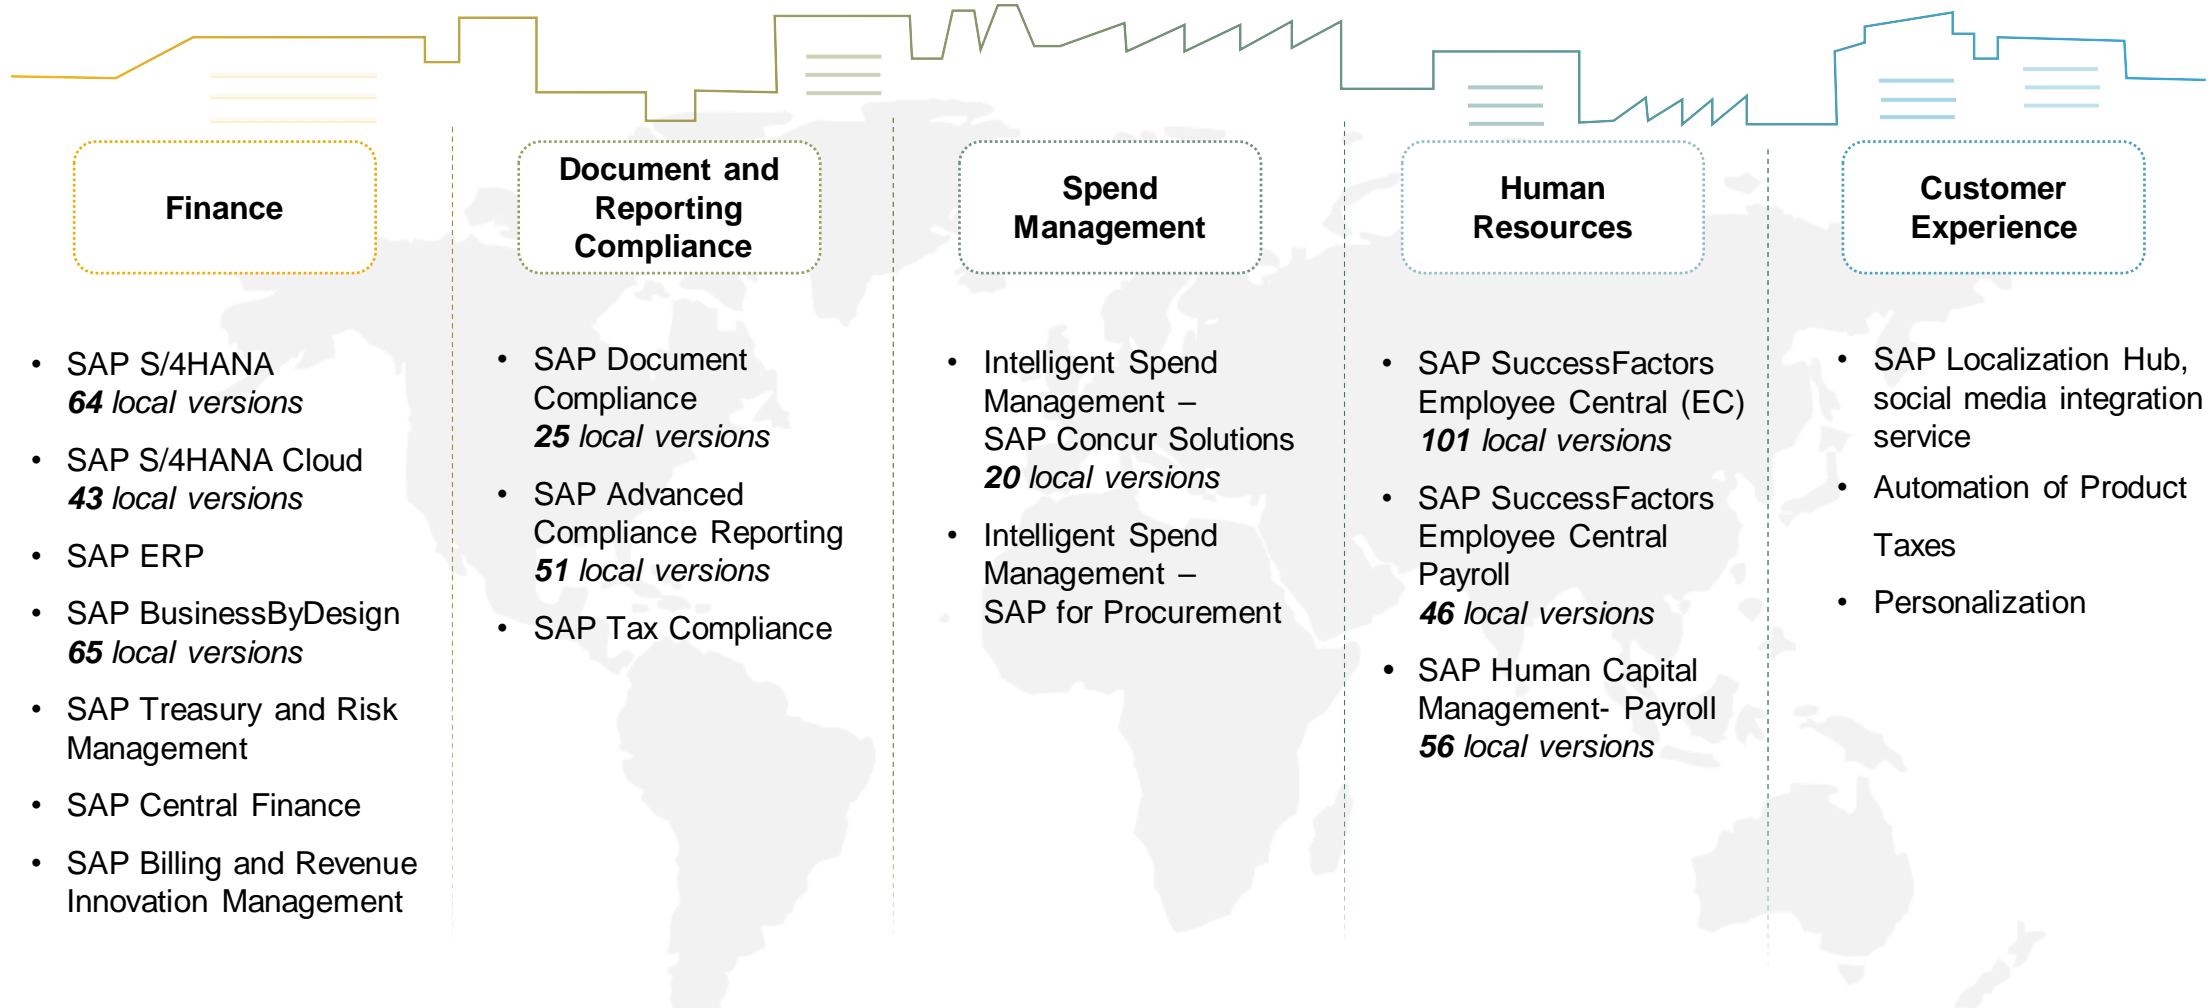 Finance
• SAP S/4HANA
64 local versions
• SAP S/4HANA Cloud
43 local versions
• SAP ERP
• SAP BusinessByDesign
65 local versions
• SAP Treasury and Risk
Management
• SAP Central Finance
• SAP Billing and Revenue
Innovation Management
Document and
Reporting
Compliance
• SAP Document
Compliance
25 local versions
• SAP Advanced
Compliance Reporting
51 local versions
• SAP Tax Compliance
Spend
Management
• Intelligent Spend
Management –
SAP Concur Solutions
20 local versions
• Intelligent Spend
Management –
SAP for Procurement
Human
Resources
• SAP SuccessFactors
Employee Central (EC)
101 local versions
• SAP SuccessFactors
Employee Central
Payroll
46 local versions
• SAP Human Capital
Management- Payroll
56 local versions
Customer
Experience
• SAP Localization Hub,
social media integration
service
• Automation of Product
Taxes
• Personalization